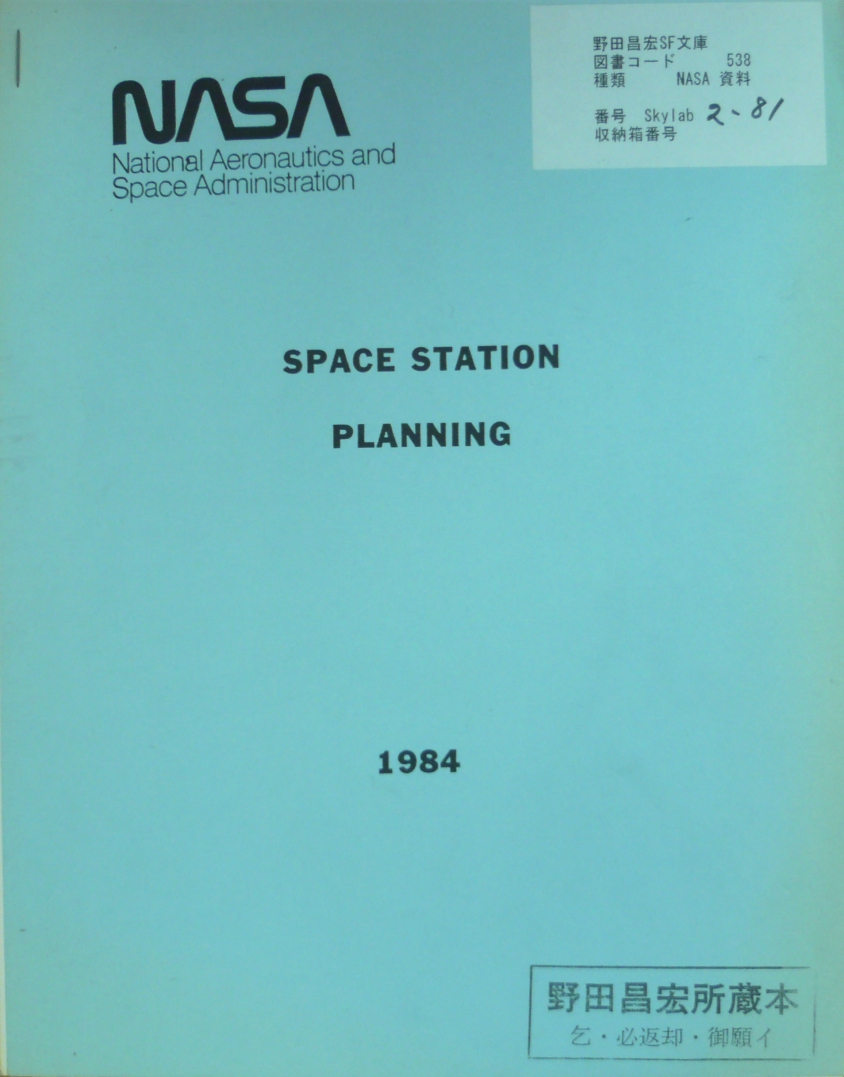 NASA
National Aeronautics and
Space Administration
野田昌宏SF文庫
図書コード 538
種類 NASA 資料
番号 Skylab 2-81
収納箱番号
SPACE STATION
PLANNING
1984
野田昌宏所蔵本
乞・必返却・御願イ